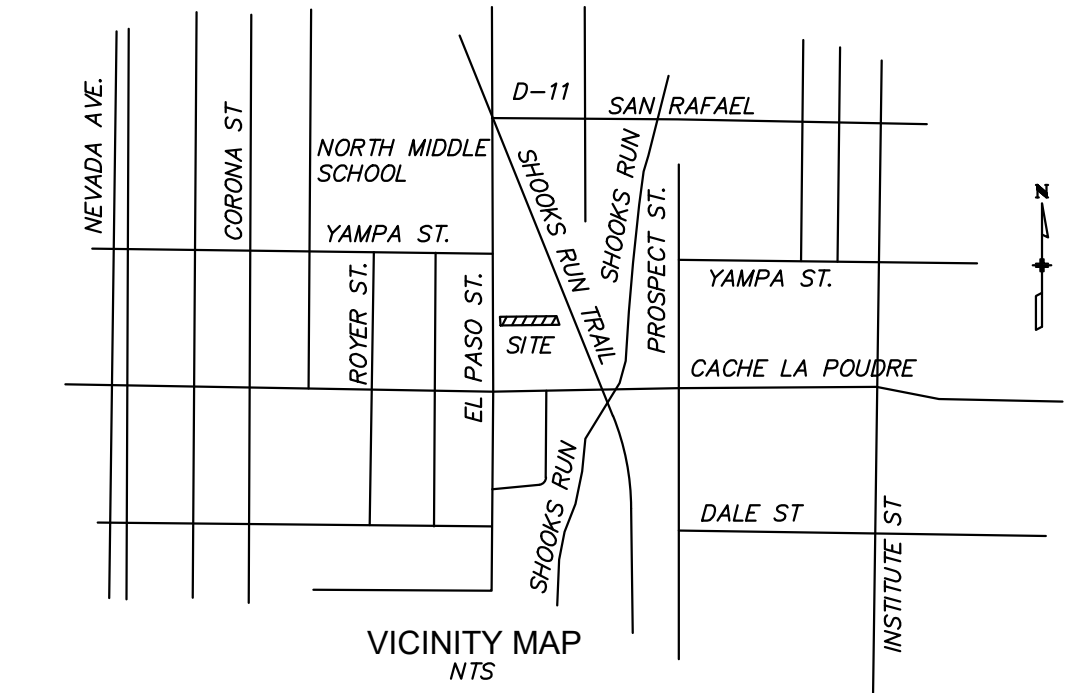 D-11
SAN RAFAEL
NEVADA AVE.
CORONA ST
NORTH MIDDLE
SCHOOL
SHOOKS RUN
SHOOKS RUN TRAIL
PROSPECT ST.
N
YAMPA ST.
YAMPA ST.
ROYER ST.
EL PASO ST.
SITE
CACHE LA POUDRE
SHOOKS RUN
DALE ST
INSTITUTE ST
VICINITY MAP
NTS